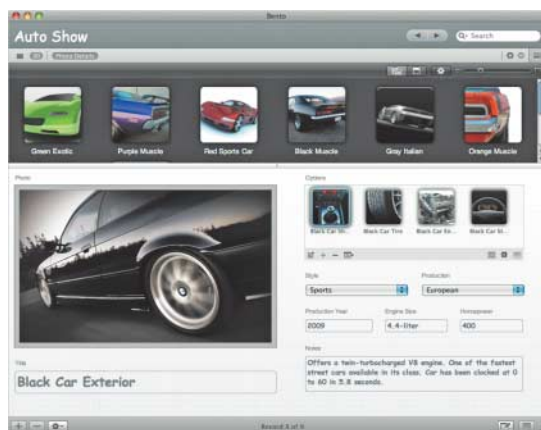 Bento
Auto Show
Search
Green Exotic
Purple Muscle
Red Sports Car
Black Muscle
Gray Italian
Orange Muscle
Photo
Options
Black Car Tire
Style
Production
Sports
European
Production Year
Engine Size
Horsepower
2009
4.4-liter
400
Notes
Offers a twin-turbocharged V8 engine. One of the fastest
street cars available in its class. Car has been clocked at 0
to 60 in 5.8 seconds.
Title
Black Car Exterior